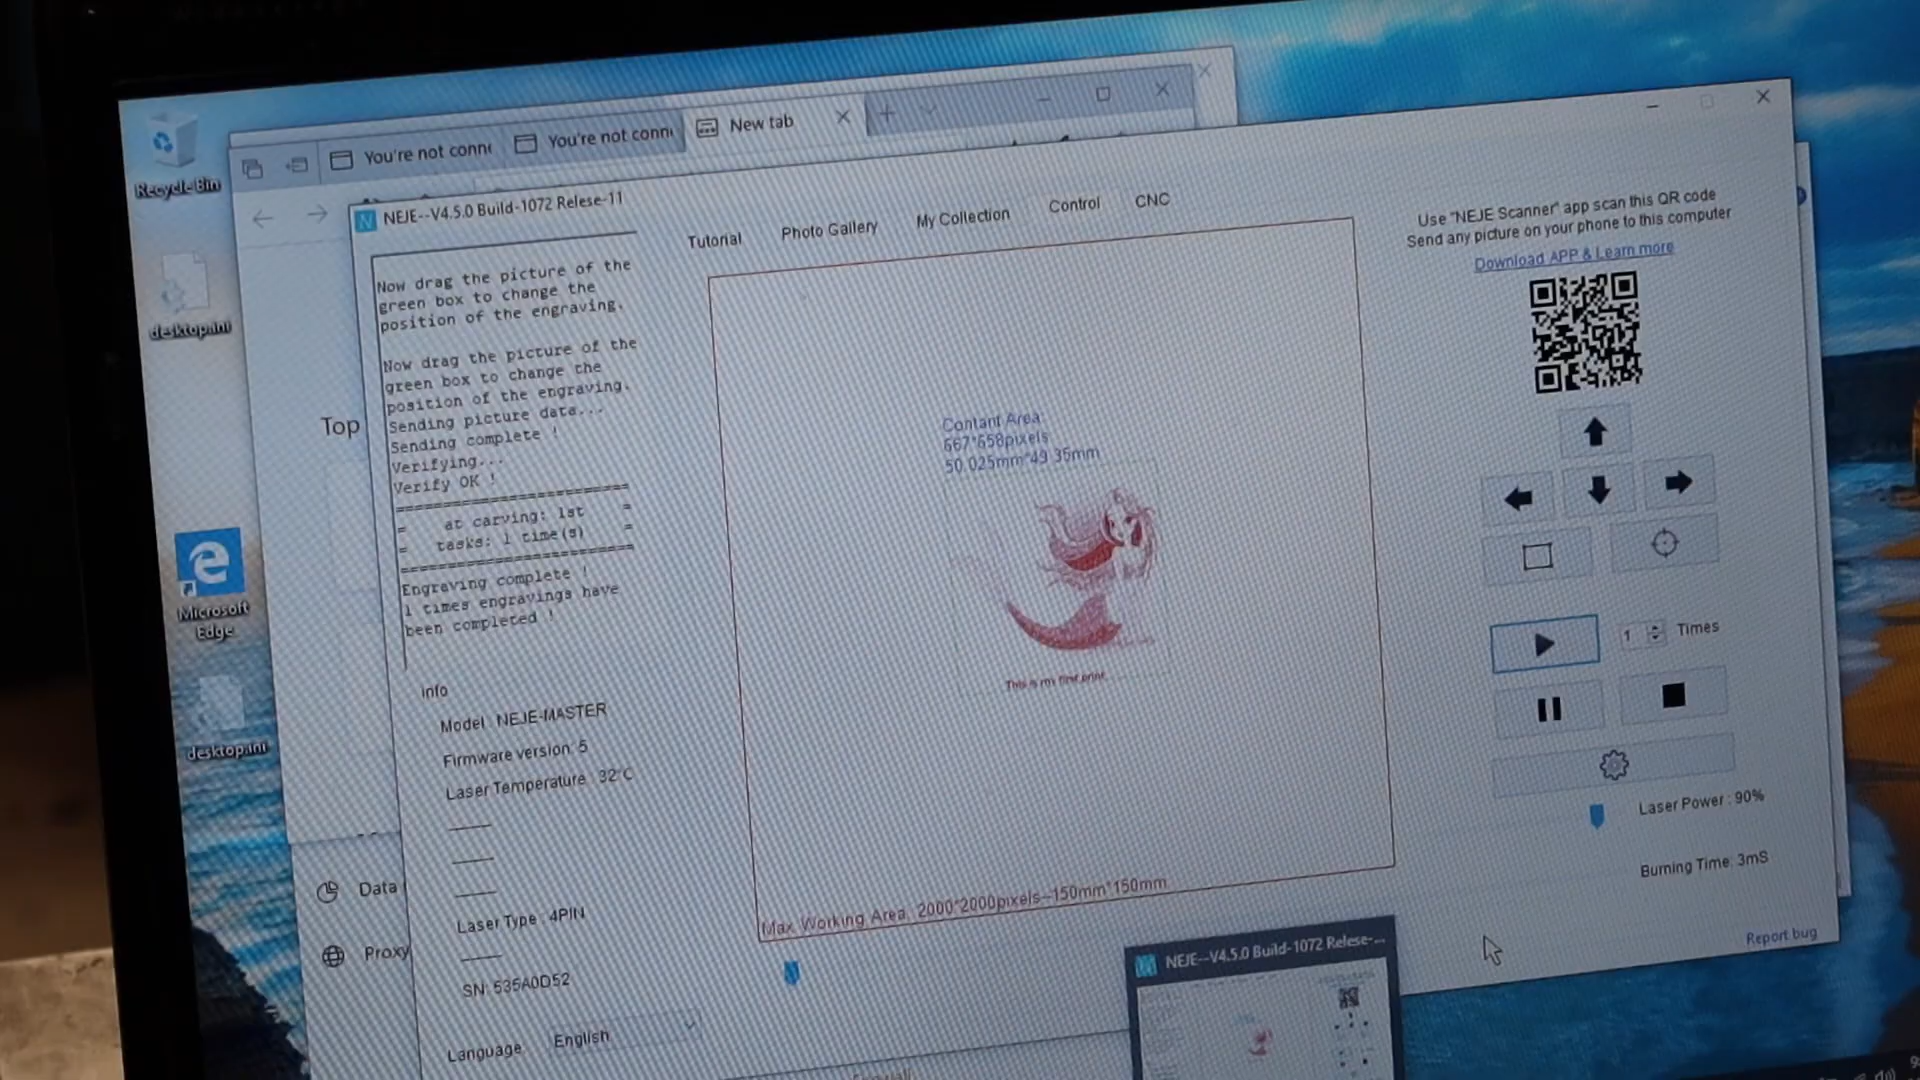 Recycle Bin
desktop.ini
Microsoft
Edge
desktop.ini
You're not conne
You're not conn
New tab
Top
Data
Proxy
NEJE--V4.5.0 Build-1072 Relese-11
Tutorial
Photo Gallery
My Collection
Control
CNC
Now drag the picture of the
green box to change the
position of the engraving.
Now drag the picture of the
green box to change the
position of the engraving.
Sending picture data...
Sending complete !
Verifying...
Verify OK !
==========================
= at carving: 1st =
= tasks: 1 time(s) =
==========================
Engraving complete !
1 times engravings have
been completed !
info
Model NEJE-MASTER
Firmware version: 5
Laser Temperature : 32°C
Laser Type : 4PIN
SN: 535A0D52
Language: English
Contant Area:
667*658pixels
50.025mm*49.35mm
This is my first print
Max Working Area: 2000*2000pixels--150mm*150mm
Use "NEJE Scanner" app scan this QR code
Send any picture on your phone to this computer
Download APP & Learn more
1 Times
Laser Power : 90%
Burning Time: 3mS
Report bug
NEJE--V4.5.0 Build-1072 Relese-...